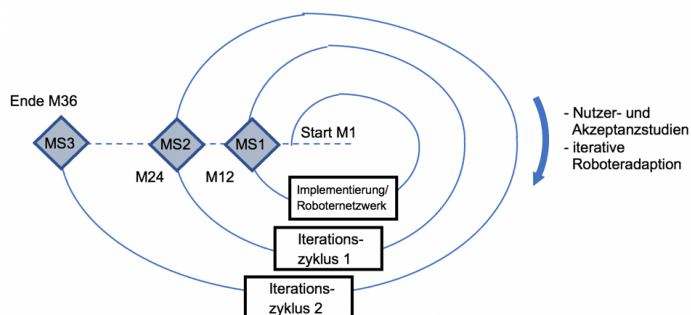 Ende M36
MS3
MS2
MS1
Start M1
M24
M12
- Nutzer- und
Akzeptanzstudien
- iterative
Roboteradaption
Implementierung/
Roboternetzwerk
Iterations-
zyklus 1
Iterations-
zyklus 2